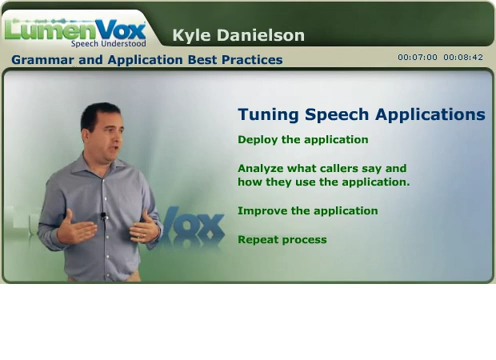 LumenVox
Speech Understood
Kyle Danielson
Grammar and Application Best Practices
00:07:00 00:08:42
Tuning Speech Applications
Deploy the application
Analyze what callers say and
how they use the application.
Improve the application
Repeat process
Vox